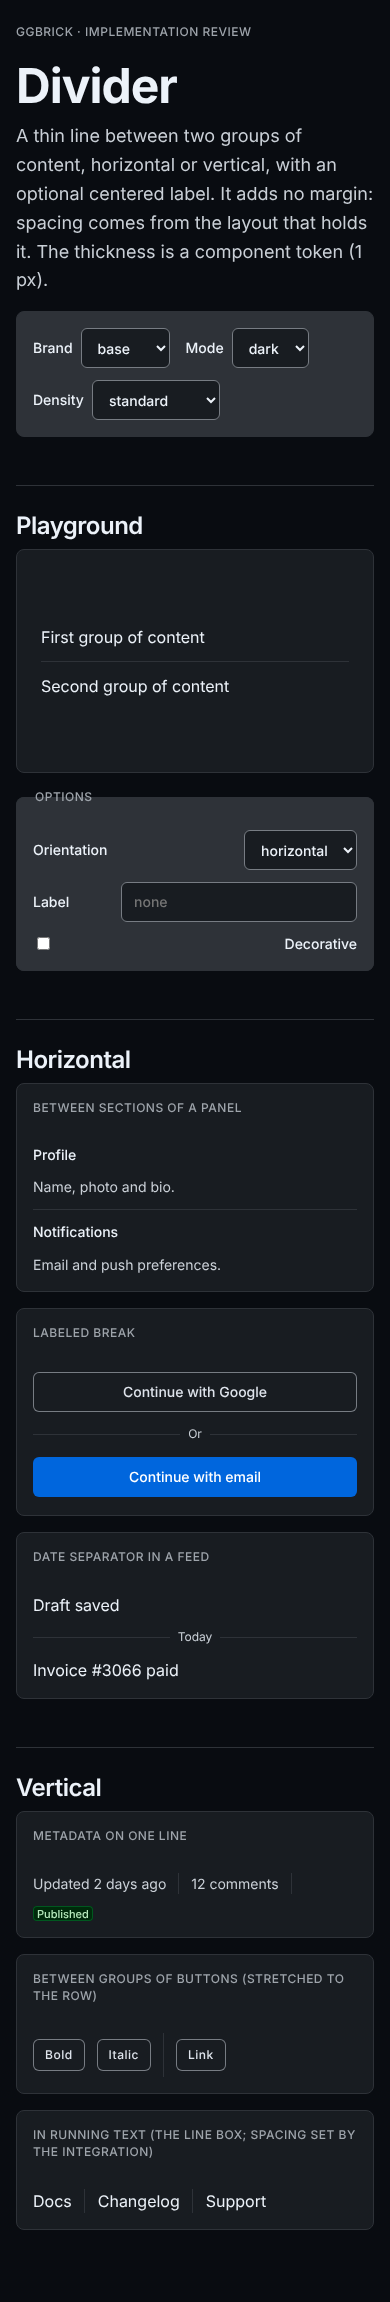 GGBRICK · IMPLEMENTATION REVIEW
Divider
A thin line between two groups of
content, horizontal or vertical, with an
optional centered label. It adds no margin:
spacing comes from the layout that holds
it. The thickness is a component token (1
px).
Brand base Mode dark
Density standard
Playground
First group of content
Second group of content
OPTIONS
Orientation horizontal
Label none
Decorative
Horizontal
BETWEEN SECTIONS OF A PANEL
Profile
Name, photo and bio.
Notifications
Email and push preferences.
LABELED BREAK
Continue with Google
Or
Continue with email
DATE SEPARATOR IN A FEED
Draft saved
Today
Invoice #3066 paid
Vertical
METADATA ON ONE LINE
Updated 2 days ago 12 comments
Published
BETWEEN GROUPS OF BUTTONS (STRETCHED TO
THE ROW)
Bold Italic Link
IN RUNNING TEXT (THE LINE BOX; SPACING SET BY
THE INTEGRATION)
Docs Changelog Support